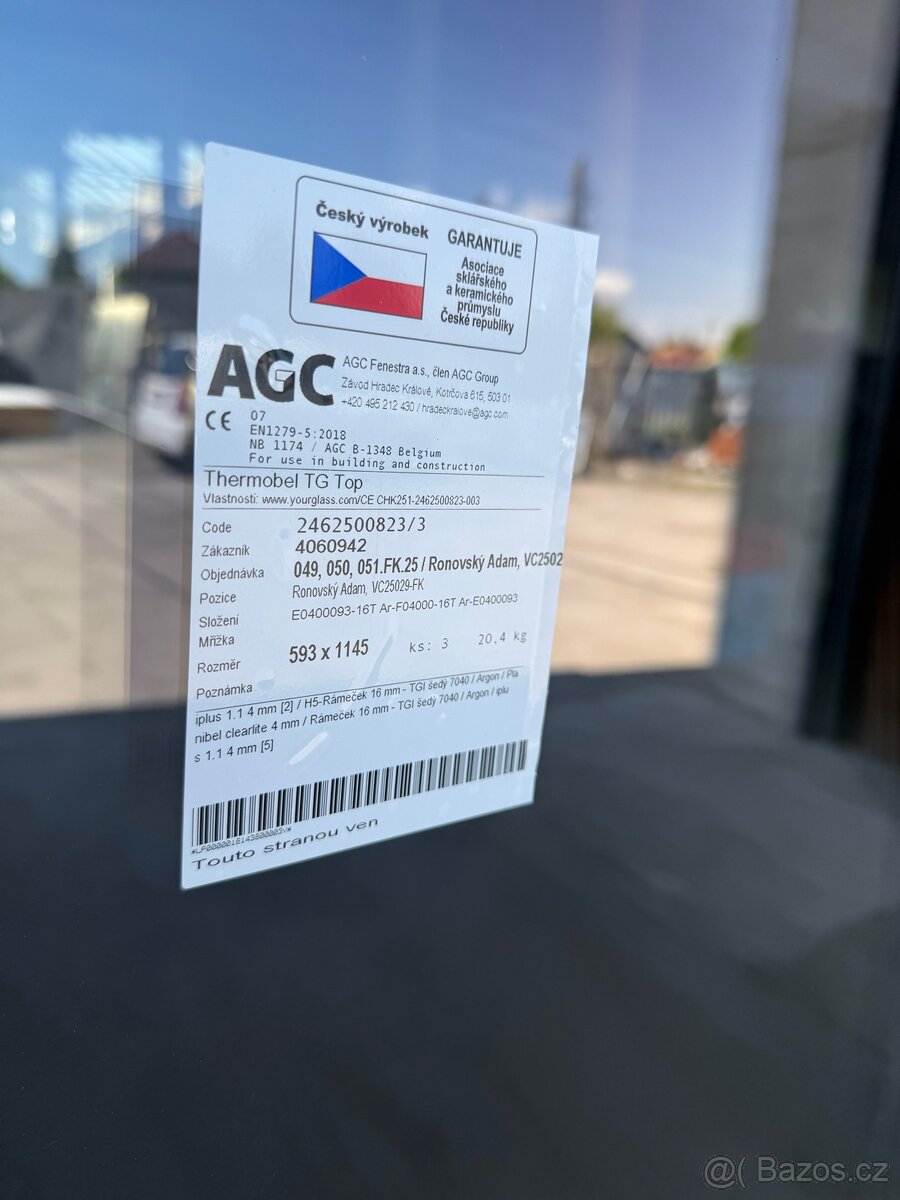 Český výrobek
GARANTUJE
Asociace
sklářského
a keramického
průmyslu
České republiky
AGC
AGC Fenestra a.s., člen AGC Group
Závod Hradec Králové, Kotrčova 615, 503 01
+420 495 212 430 / hradeckralove@agc.com
CE
07
EN1279-5:2018
NB 1174 / AGC B-1348 Belgium
For use in building and construction
Thermobel TG Top
Vlastnosti: www.yourglass.com/CE CHK251-2462500823-003
Code 2462500823/3
Zákazník 4060942
Objednávka 049, 050, 051.FK.25 / Ronovský Adam, VC2502
Pozice Ronovský Adam, VC25029-FK
Složení E0400093-16T Ar-F04000-16T Ar-E0400093
Mřížka
Rozměr 593 x 1145 ks: 3 20,4 kg
Poznámka
iplus 1.1 4 mm [2] / H5-Rámeček 16 mm - TGI šedý 7040 / Argon / Pla
nibel clearlite 4 mm / Rámeček 16 mm - TGI šedý 7040 / Argon / iplu
s 1.1 4 mm [5]
Touto stranou ven
@( Bazos.cz